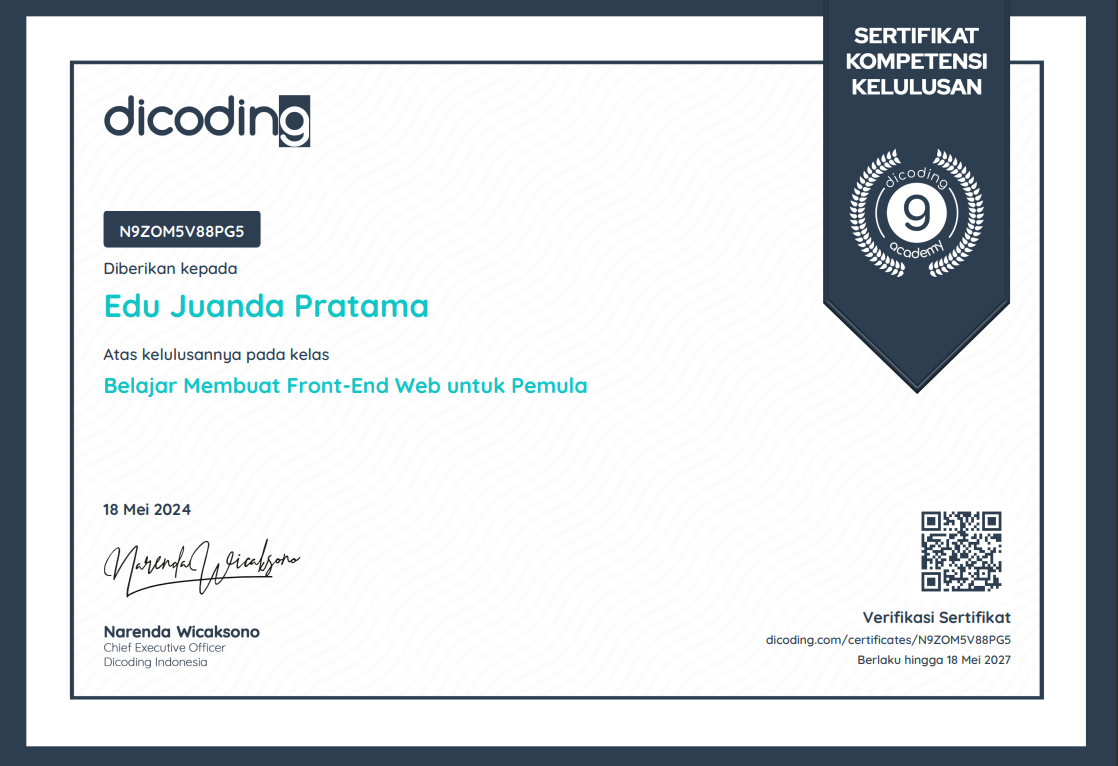 SERTIFIKAT
KOMPETENSI
KELULUSAN
dicoding
dicoding
9
academy
N9ZOM5V88PG5
Diberikan kepada
Edu Juanda Pratama
Atas kelulusannya pada kelas
Belajar Membuat Front-End Web untuk Pemula
18 Mei 2024
Narenda Wicaksono
Narenda Wicaksono
Chief Executive Officer
Dicoding Indonesia
Verifikasi Sertifikat
dicoding.com/certificates/N9ZOM5V88PG5
Berlaku hingga 18 Mei 2027